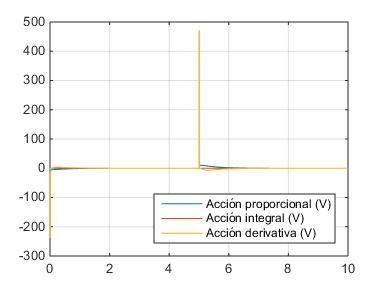 500
400
300
200
100
0
-100
-200
-300
Acción proporcional (V)
Acción integral (V)
Acción derivativa (V)
0 2 4 6 8 10